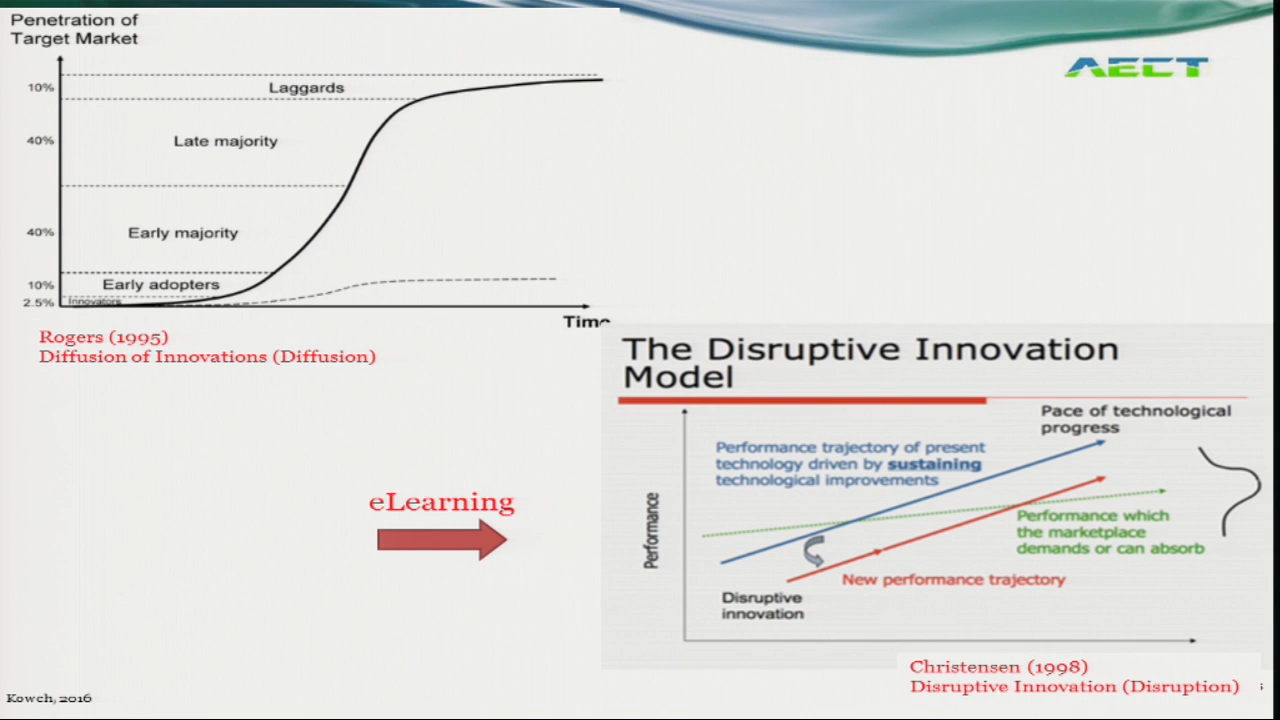 Penetration of
Target Market
AECT
10%
Laggards
40%
Late majority
40%
Early majority
10%
Early adopters
2.5%
Innovators
Time
Rogers (1995)
Diffusion of Innovations (Diffusion)
The Disruptive Innovation
Model
Pace of technological
progress
Performance trajectory of present
technology driven by sustaining
technological improvements
eLearning
Performance
Performance which
the marketplace
demands or can absorb
New performance trajectory
Disruptive
innovation
Christensen (1998)
Disruptive Innovation (Disruption)
Kowch, 2016